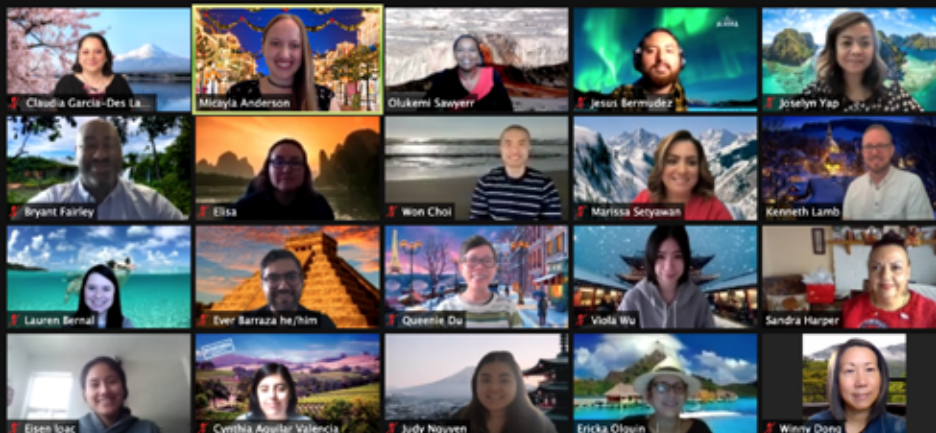 Claudia Garcia-Des La...
Micayla Anderson
Olukemi Sawyerr
Jesus Bermudez
Joselyn Yap
Bryant Fairley
Elisa
Won Choi
Marissa Setyawan
Kenneth Lamb
Lauren Bernal
Ever Barraza he/him
Queenie Du
Viola Wu
Sandra Harper
Eisen
Cynthia Aguilar Valencia
Judy Nguyen
Ericka Olguin
Winny Dong